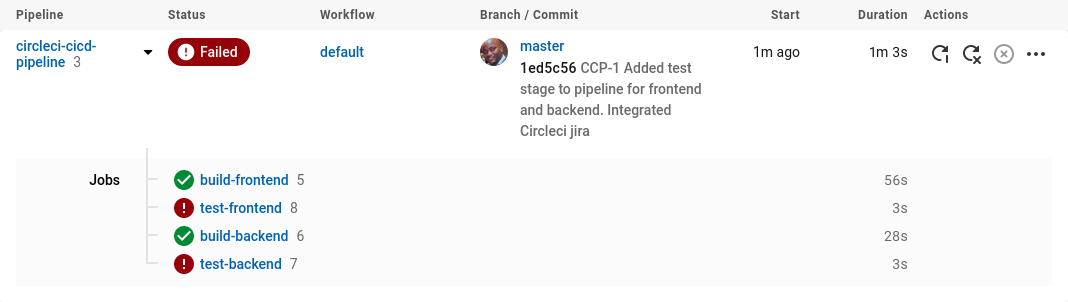 Pipeline Status Workflow Branch / Commit Start Duration Actions
circleci-cicd-
pipeline 3
Failed
default
master
1ed5c56 CCP-1 Added test
stage to pipeline for frontend
and backend. Integrated
Circleci jira
1m ago
1m 3s
Jobs
build-frontend 5 56s
test-frontend 8 3s
build-backend 6 28s
test-backend 7 3s